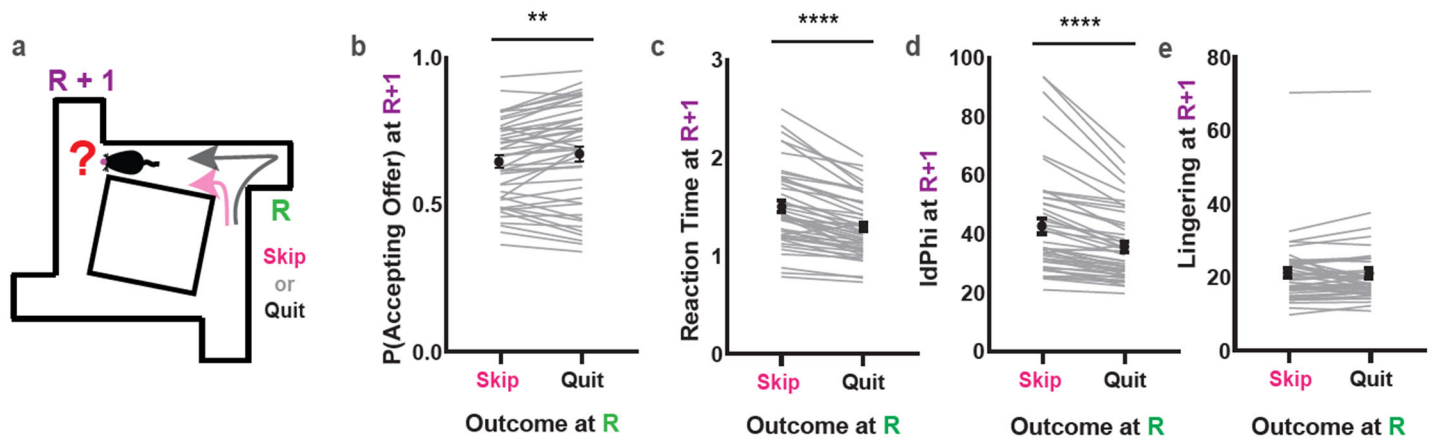 a
R + 1
?
R
Skip
or
Quit
b
**
P(Accepting Offer) at R+1
1.0
0.5
0.0
Skip Quit
Outcome at R
c
****
Reaction Time at R+1
3
2
1
0
Skip Quit
Outcome at R
d
****
IdPhi at R+1
100
80
60
40
20
0
Skip Quit
Outcome at R
e
Lingering at R+1
80
60
40
20
0
Skip Quit
Outcome at R